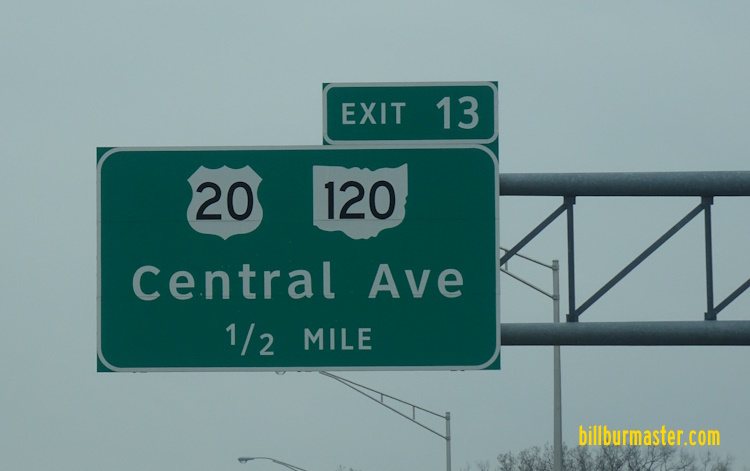 EXIT 13
20 120
Central Ave
1/2 MILE
billburmaster.com